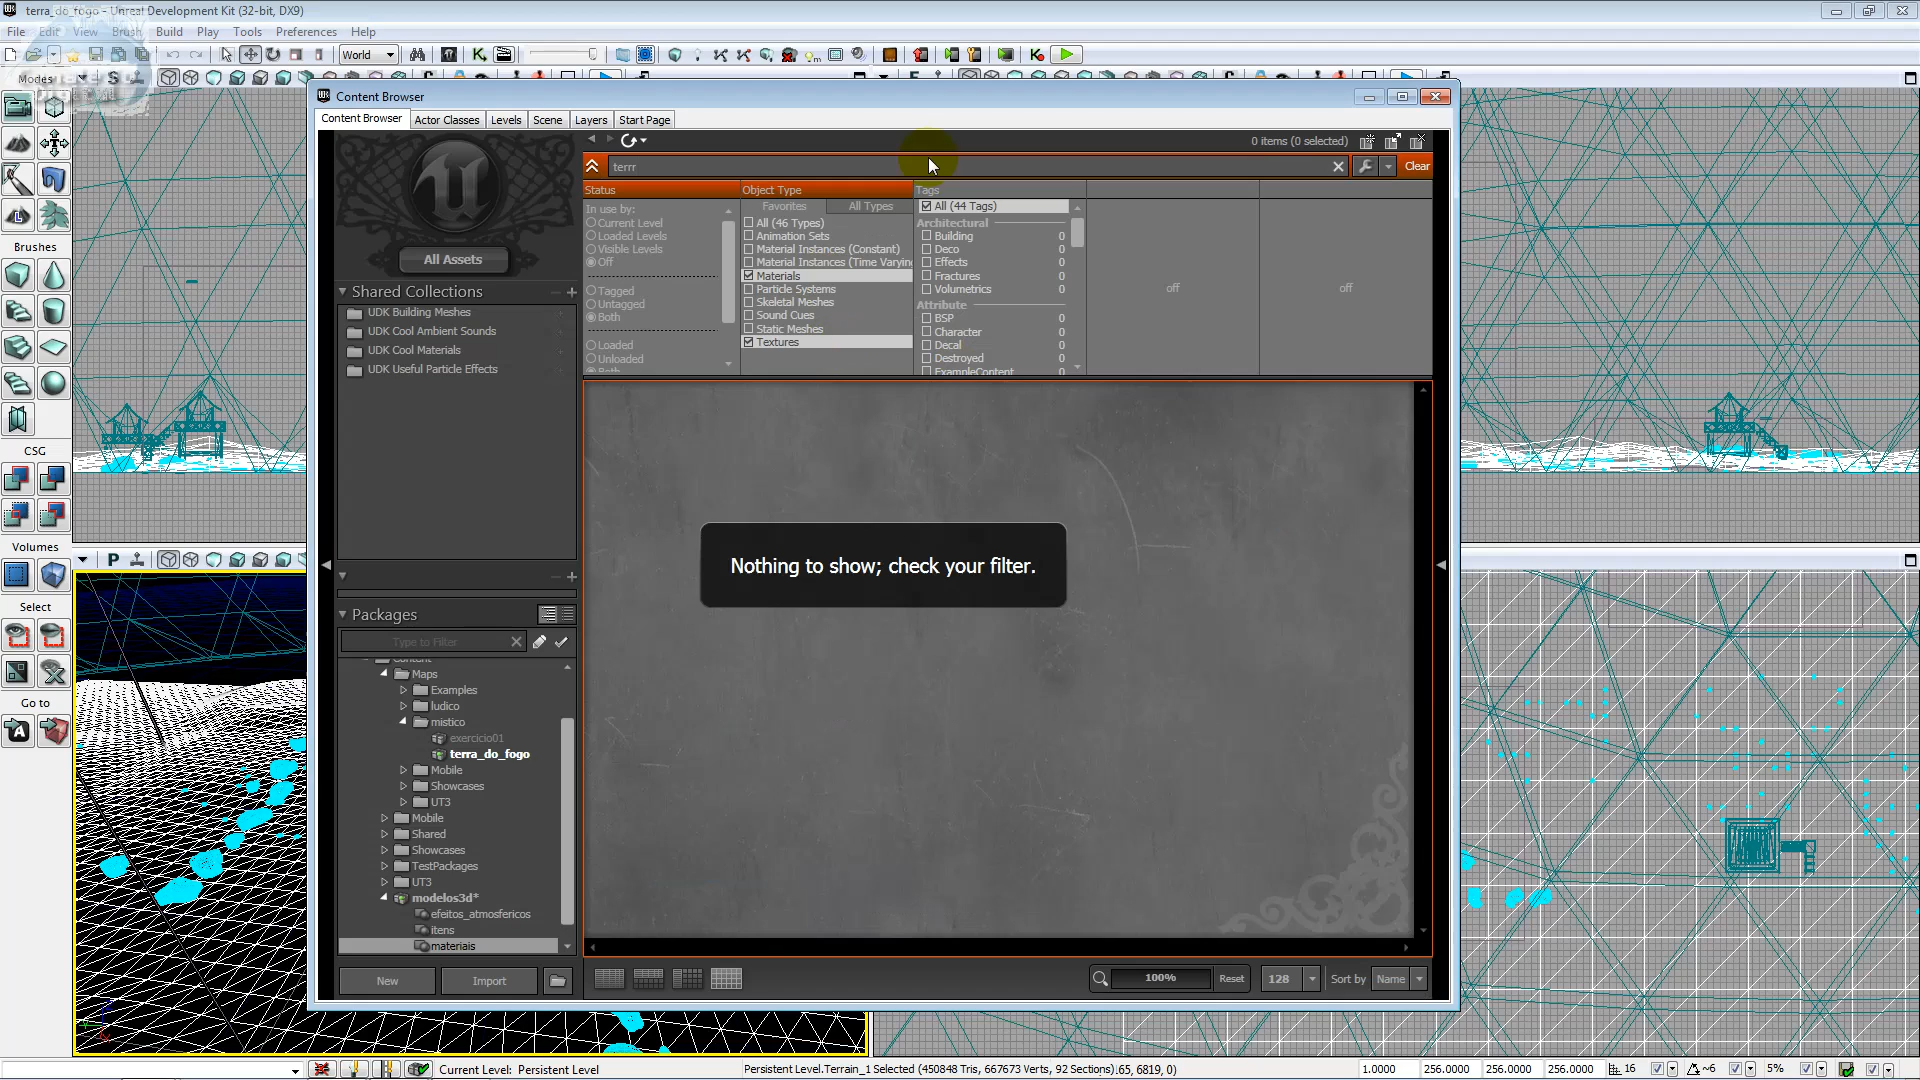 terra_do_fogo - Unreal Development Kit (32-bit, DX9)
File Edit View Brush Build Play Tools Preferences Help
World
Modes
Content Browser
Content Browser Actor Classes Levels Scene Layers Start Page
0 items (0 selected)
terrr
Clear
Status
Object Type
Tags
In use by:
Current Level
Loaded Levels
Visible Levels
Off
Tagged
Untagged
Both
Loaded
Unloaded
Both
Favorites
All Types
All (46 Types)
Animation Sets
Material Instances (Constant)
Material Instances (Time Varying
Materials
Particle Systems
Skeletal Meshes
Sound Cues
Static Meshes
Textures
All (44 Tags)
Architectural
Building 0
Deco 0
Effects 0
Fractures 0
Volumetrics 0
Attribute
BSP 0
Character 0
Decal 0
Destroyed 0
ExampleContent 0
off
off
All Assets
Shared Collections
UDK Building Meshes
UDK Cool Ambient Sounds
UDK Cool Materials
UDK Useful Particle Effects
Nothing to show; check your filter.
Packages
Type to Filter
Content
Maps
Examples
ludico
mistico
exercicio01
terra_do_fogo
Mobile
Showcases
UT3
Mobile
Shared
Showcases
TestPackages
UT3
modelos3d*
efeitos_atmosfericos
itens
materiais
New
Import
100%
Reset
128
Sort by
Name
Brushes
CSG
Volumes
Select
Go to
P
Current Level: Persistent Level
Persistent Level.Terrain_1 Selected (450848 Tris, 667673 Verts, 92 Sections)
65, 6819, 0)
1.0000
256.0000
256.0000
256.0000
16
~6
5%